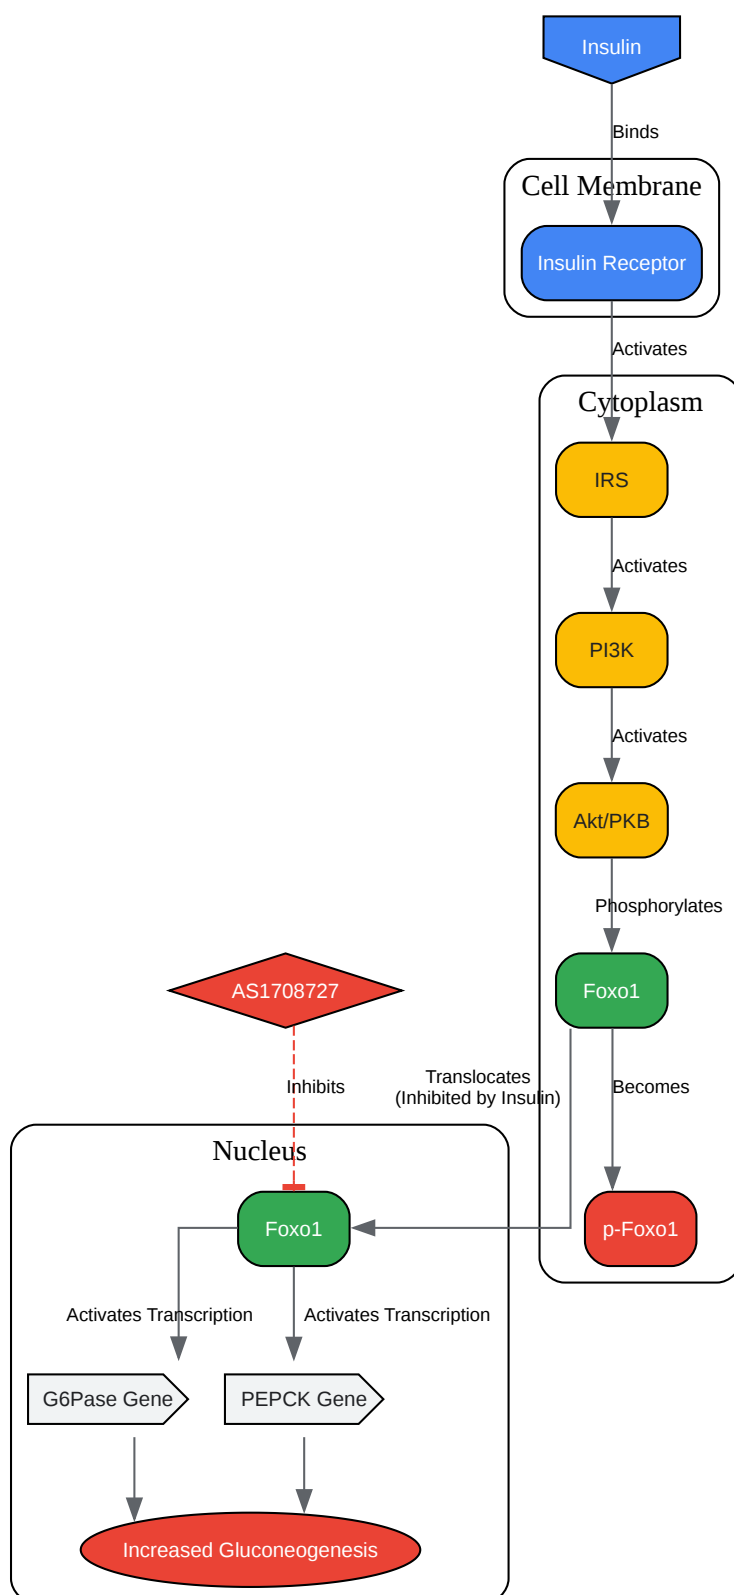 Insulin
Binds
Cell Membrane
Insulin Receptor
Activates
Cytoplasm
IRS
Activates
PI3K
Activates
Akt/PKB
Phosphorylates
AS1708727
Foxo1
Inhibits
Translocates
(Inhibited by Insulin)
Becomes
Nucleus
Foxo1
p-Foxo1
Activates Transcription
Activates Transcription
G6Pase Gene
PEPCK Gene
Increased Gluconeogenesis